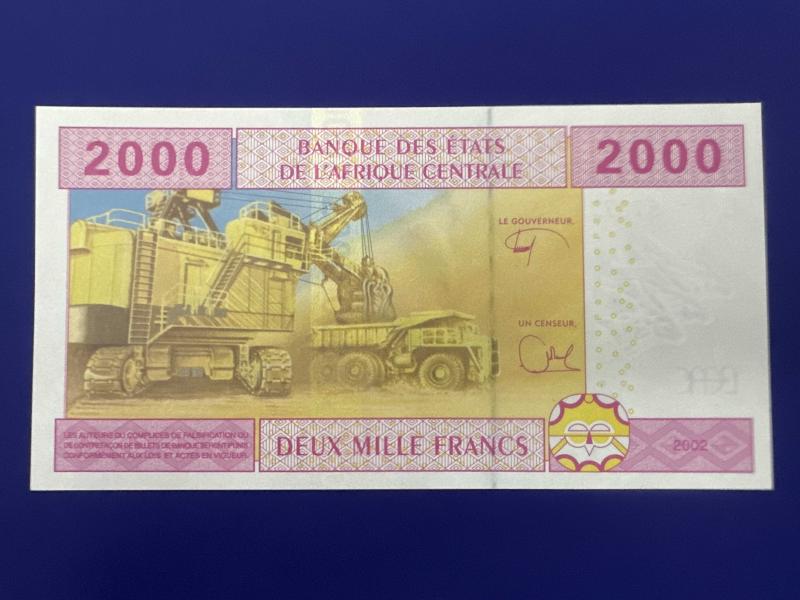 2000
BANQUE DES ÉTATS
DE L'AFRIQUE CENTRALE
2000
LE GOUVERNEUR,
UN CENSEUR,
LES AUTEURS OU COMPLICES DE FALSIFICATION OU
DE CONTREFAÇON DE BILLETS DE BANQUE SERONT PUNIS
CONFORMÉMENT AUX LOIS ET ACTES EN VIGUEUR.
DEUX MILLE FRANCS
2002